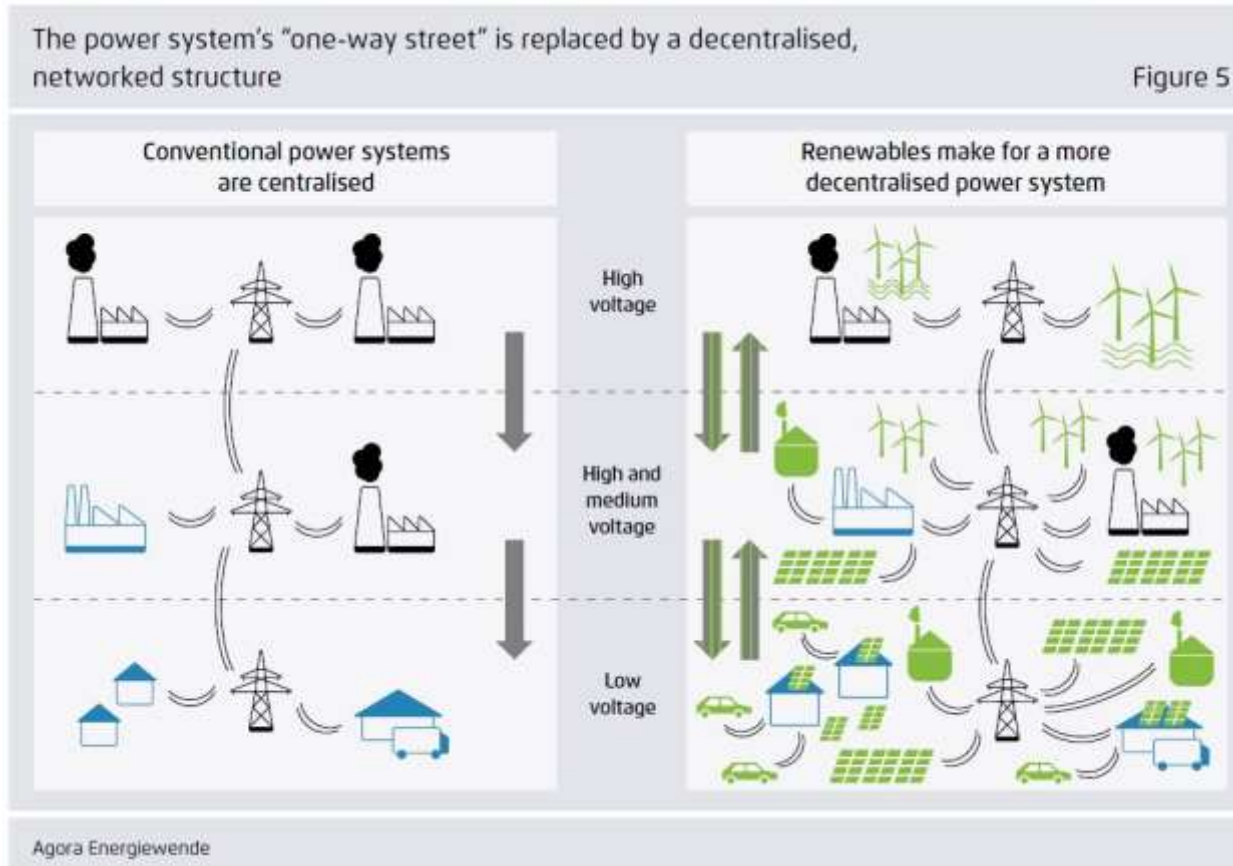 The power system's “one-way street” is replaced by a decentralised,
networked structure
Figure 5
Conventional power systems
are centralised
Renewables make for a more
decentralised power system
High
voltage
High and
medium
voltage
Low
voltage
Agora Energiewende